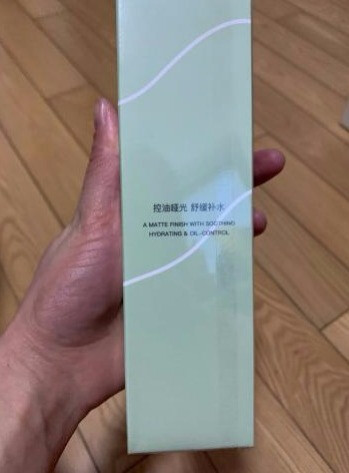 控油哑光 舒缓补水
A MATTE FINISH WITH SOOTHING
HYDRATING & OIL-CONTROL